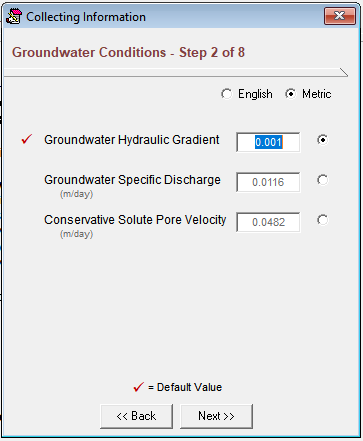 Collecting Information
Groundwater Conditions - Step 2 of 8
English Metric
Groundwater Hydraulic Gradient 0.001
Groundwater Specific Discharge 0.0116
(m/day)
Conservative Solute Pore Velocity 0.0482
(m/day)
= Default Value
<< Back Next >>